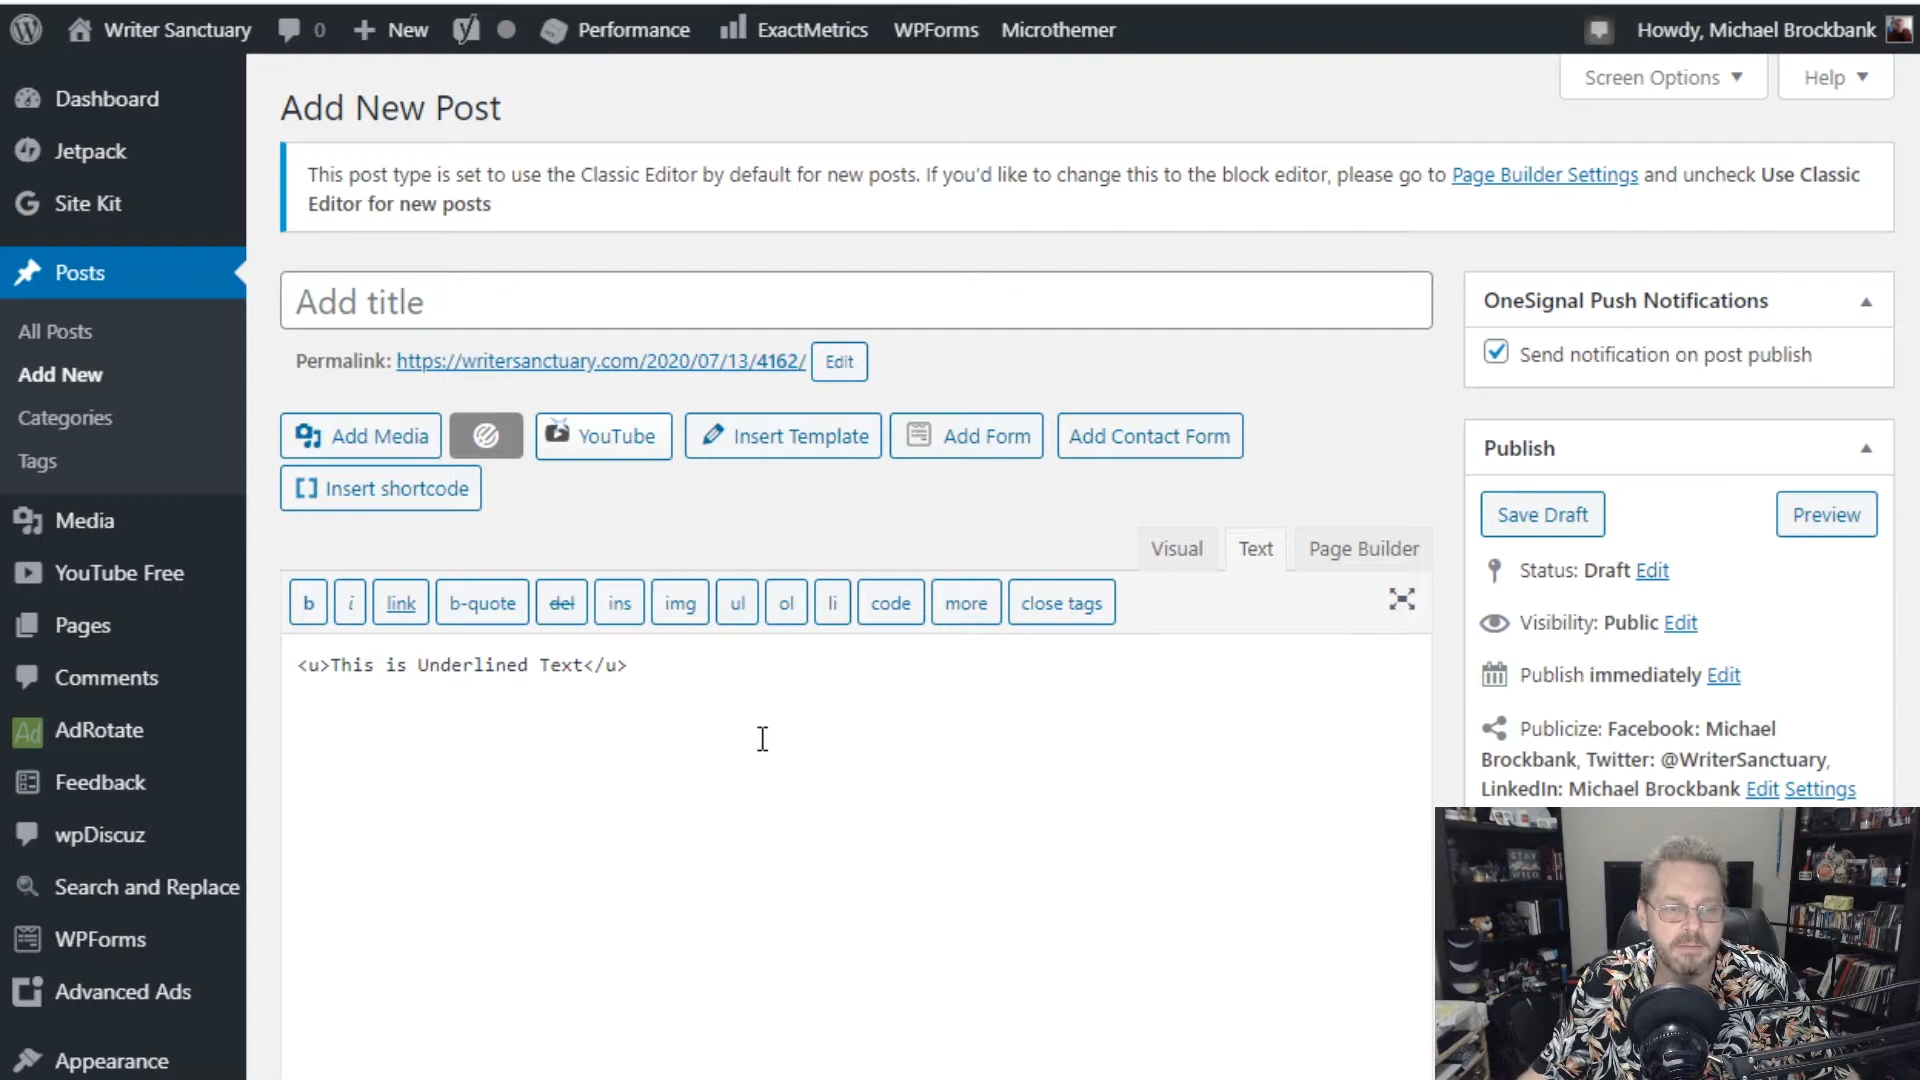 Writer Sanctuary 0 New Performance ExactMetrics WPForms Microthemer Howdy, Michael Brockbank
Screen Options Help
Dashboard
Jetpack
Site Kit
Posts
All Posts
Add New
Categories
Tags
Media
YouTube Free
Pages
Comments
Ad AdRotate
Feedback
wpDiscuz
Search and Replace
WPForms
Advanced Ads
Appearance
Add New Post
This post type is set to use the Classic Editor by default for new posts. If you'd like to change this to the block editor, please go to Page Builder Settings and uncheck Use Classic
Editor for new posts
Add title
Permalink: https://writersanctuary.com/2020/07/13/4162/ Edit
Add Media YouTube Insert Template Add Form Add Contact Form
Insert shortcode
Visual Text Page Builder
b i link b-quote del ins img ul ol li code more close tags
<u>This is Underlined Text</u>
OneSignal Push Notifications
Send notification on post publish
Publish
Save Draft Preview
Status: Draft Edit
Visibility: Public Edit
Publish immediately Edit
Publicize: Facebook: Michael
Brockbank, Twitter: @WriterSanctuary,
LinkedIn: Michael Brockbank Edit Settings
STAY
WILD